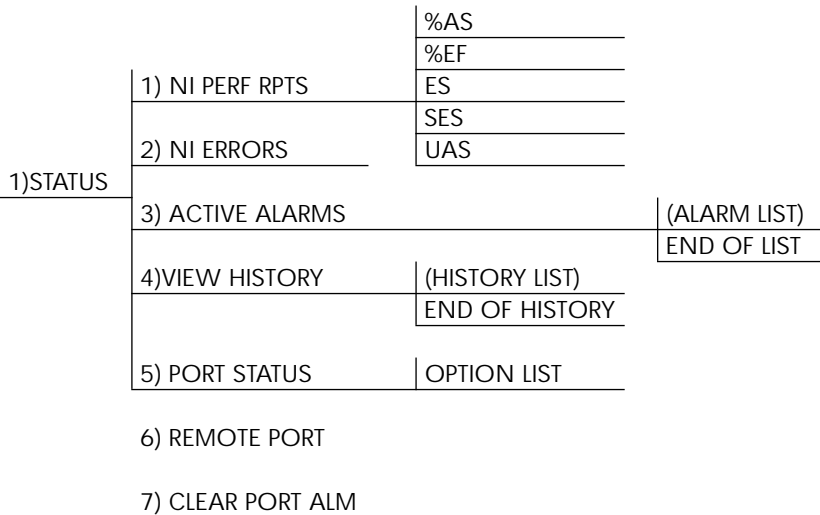 %AS
%EF
1) NI PERF RPTS
ES
SES
2) NI ERRORS
UAS
1)STATUS
3) ACTIVE ALARMS
(ALARM LIST)
END OF LIST
4)VIEW HISTORY
(HISTORY LIST)
END OF HISTORY
5) PORT STATUS
OPTION LIST
6) REMOTE PORT
7) CLEAR PORT ALM